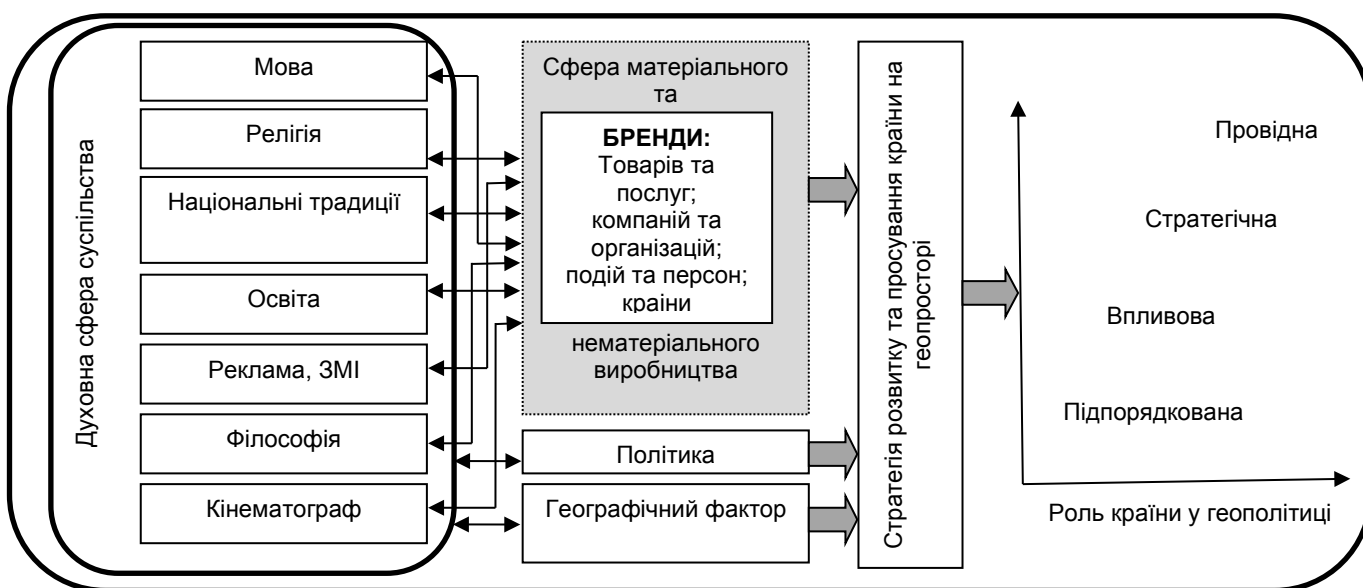 Духовна сфера суспільства
Мова
Релігія
Національні традиції
Освіта
Реклама, ЗМІ
Філософія
Кінематограф
Сфера матеріального
та
БРЕНДИ:
Товарів та
послуг;
компаній та
організацій;
подій та персон;
країни
нематеріального
виробництва
Політика
Географічний фактор
Стратегія розвитку та просування країни на
геопросторі
Провідна
Стратегічна
Впливова
Підпорядкована
Роль країни у геополітиці